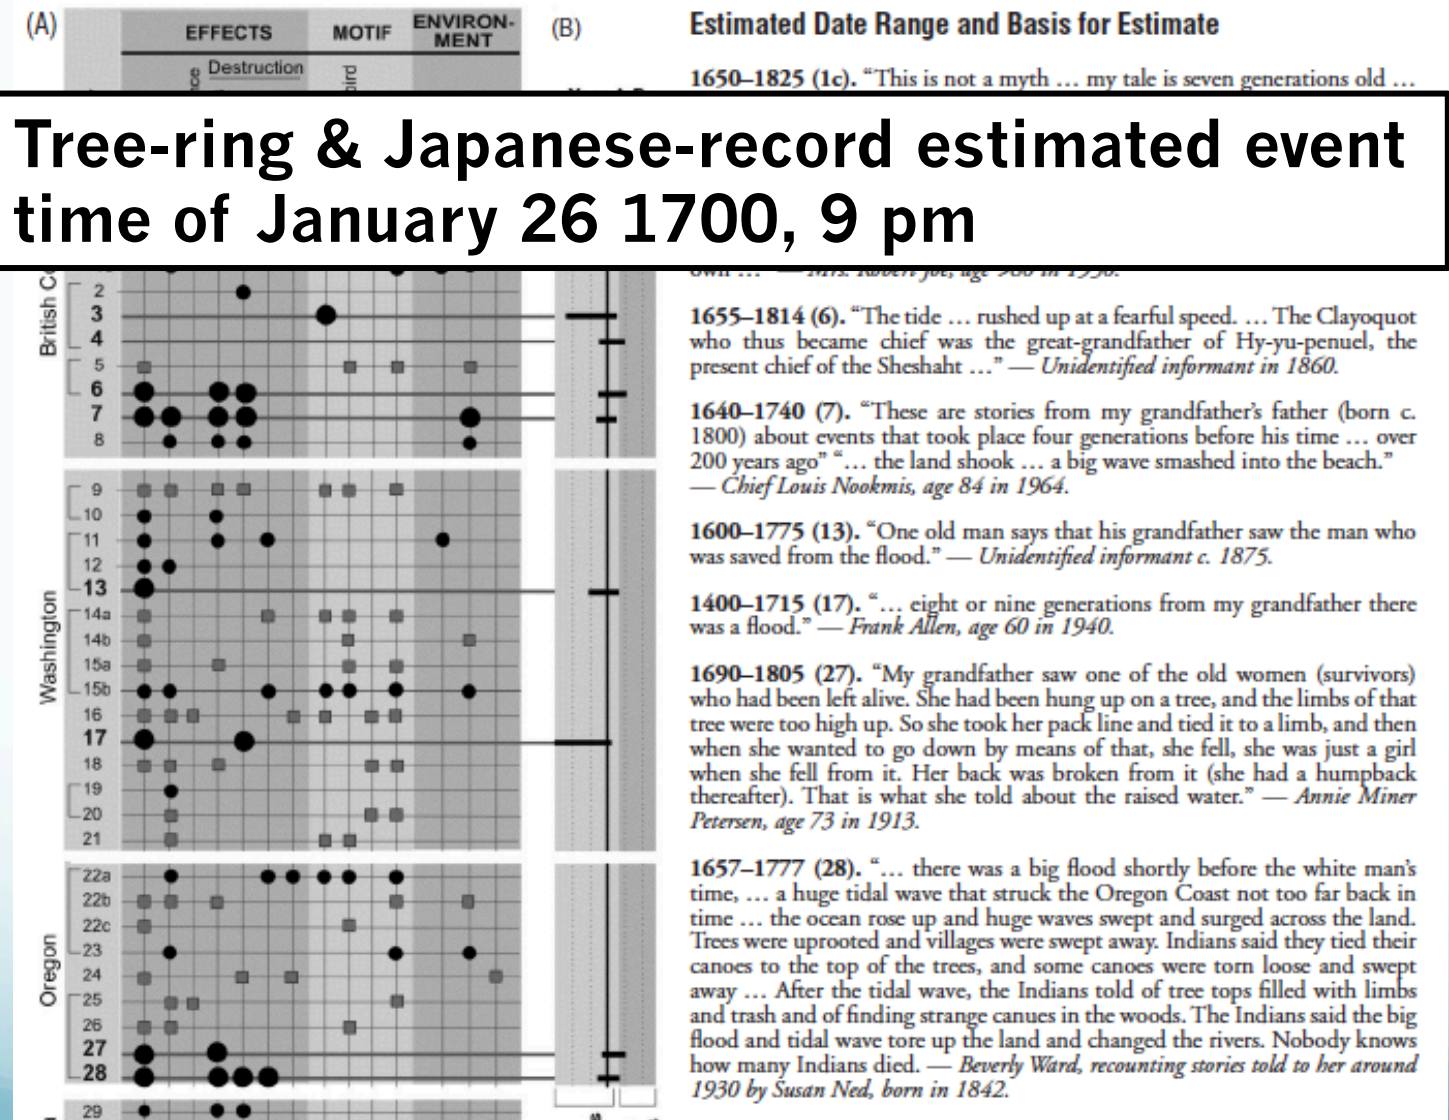 (A)
EFFECTS
MOTIF
ENVIRON-
MENT
Destruction
(B)
Estimated Date Range and Basis for Estimate
1650–1825 (1c). “This is not a myth … my tale is seven generations old …
Tree-ring & Japanese-record estimated event
time of January 26 1700, 9 pm
1655–1814 (6). “The tide … rushed up at a fearful speed. … The Clayoquot
who thus became chief was the great-grandfather of Hy-yu-penuel, the
present chief of the Sheshaht …” — Unidentified informant in 1860.
1640–1740 (7). “These are stories from my grandfather’s father (born c.
1800) about events that took place four generations before his time … over
200 years ago” “… the land shook … a big wave smashed into the beach.”
— Chief Louis Nookmis, age 84 in 1964.
1600–1775 (13). “One old man says that his grandfather saw the man who
was saved from the flood.” — Unidentified informant c. 1875.
1400–1715 (17). “… eight or nine generations from my grandfather there
was a flood.” — Frank Allen, age 60 in 1940.
1690–1805 (27). “My grandfather saw one of the old women (survivors)
who had been left alive. She had been hung up on a tree, and the limbs of that
tree were too high up. So she took her pack line and tied it to a limb, and then
when she wanted to go down by means of that, she fell, she was just a girl
when she fell from it. Her back was broken from it (she had a humpback
thereafter). That is what she told about the raised water.” — Annie Miner
Petersen, age 73 in 1913.
1657–1777 (28). “… there was a big flood shortly before the white man’s
time, … a huge tidal wave that struck the Oregon Coast not too far back in
time … the ocean rose up and huge waves swept and surged across the land.
Trees were uprooted and villages were swept away. Indians said they tied their
canoes to the top of the trees, and some canoes were torn loose and swept
away … After the tidal wave, the Indians told of tree tops filled with limbs
and trash and of finding strange canues in the woods. The Indians said the big
flood and tidal wave tore up the land and changed the rivers. Nobody knows
how many Indians died. — Beverly Ward, recounting stories told to her around
1930 by Susan Ned, born in 1842.
British
2
3
4
5
6
7
8
Washington
9
10
11
12
13
14a
14b
15a
15b
16
17
18
19
20
21
Oregon
22a
22b
22c
23
24
25
26
27
28
29